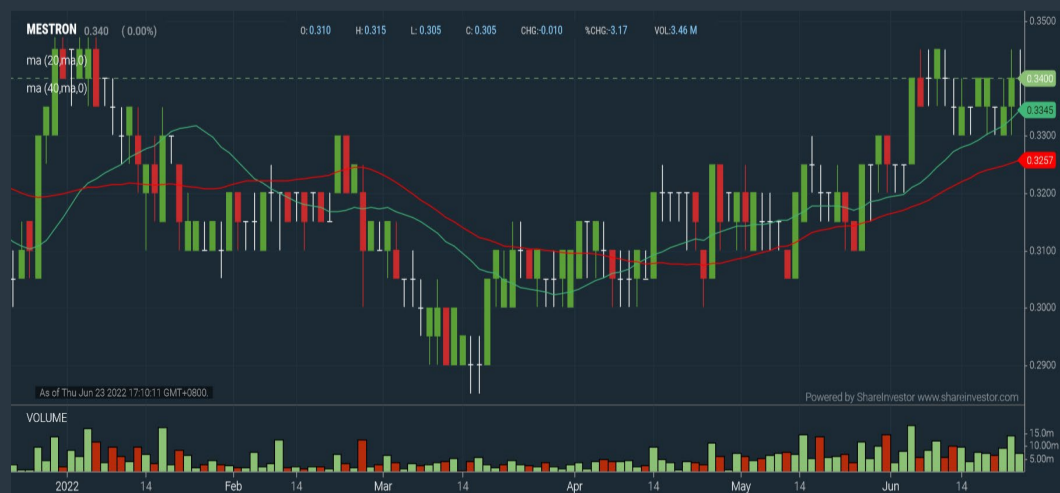 MESTRON 0.340 ( 0.00%) O: 0.310 H: 0.315 L: 0.305 C: 0.305 CHG:-0.010 %CHG:-3.17 VOL:3.46 M
ma (20,ma,0)
ma (40,ma,0)
0.3500
0.3400
0.3345
0.3300
0.3257
0.3200
0.3100
0.3000
0.2900
As of Thu Jun 23 2022 17:10:11 GMT+0800.
Powered by ShareInvestor www.shareinvestor.com
VOLUME
15.0m
10.00m
5.00m
2022 14 Feb 14 Mar 14 Apr 14 May 14 Jun 14